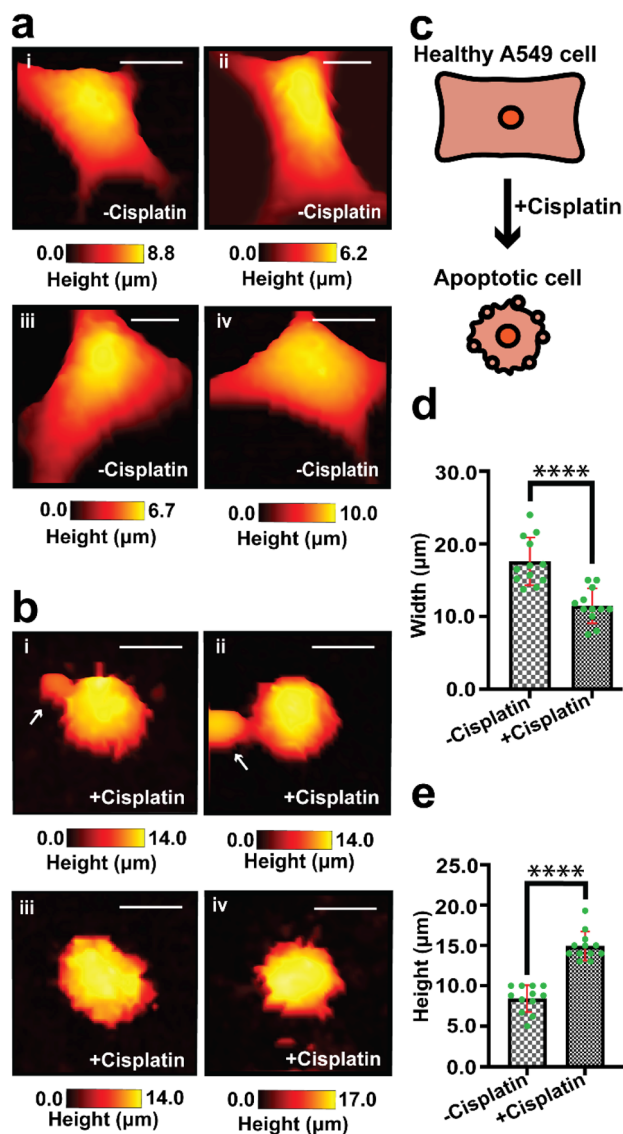 a
i
-Cisplatin
0.0 8.8
Height (µm)
ii
-Cisplatin
0.0 6.2
Height (µm)
iii
-Cisplatin
0.0 6.7
Height (µm)
iv
-Cisplatin
0.0 10.0
Height (µm)
b
i
+Cisplatin
0.0 14.0
Height (µm)
ii
+Cisplatin
0.0 14.0
Height (µm)
iii
+Cisplatin
0.0 14.0
Height (µm)
iv
+Cisplatin
0.0 17.0
Height (µm)
c
Healthy A549 cell
+Cisplatin
Apoptotic cell
d
Width (µm)
30.0
20.0
10.0
0.0
****
-Cisplatin
+Cisplatin
e
Height (µm)
25.0
20.0
15.0
10.0
5.0
0.0
****
-Cisplatin
+Cisplatin